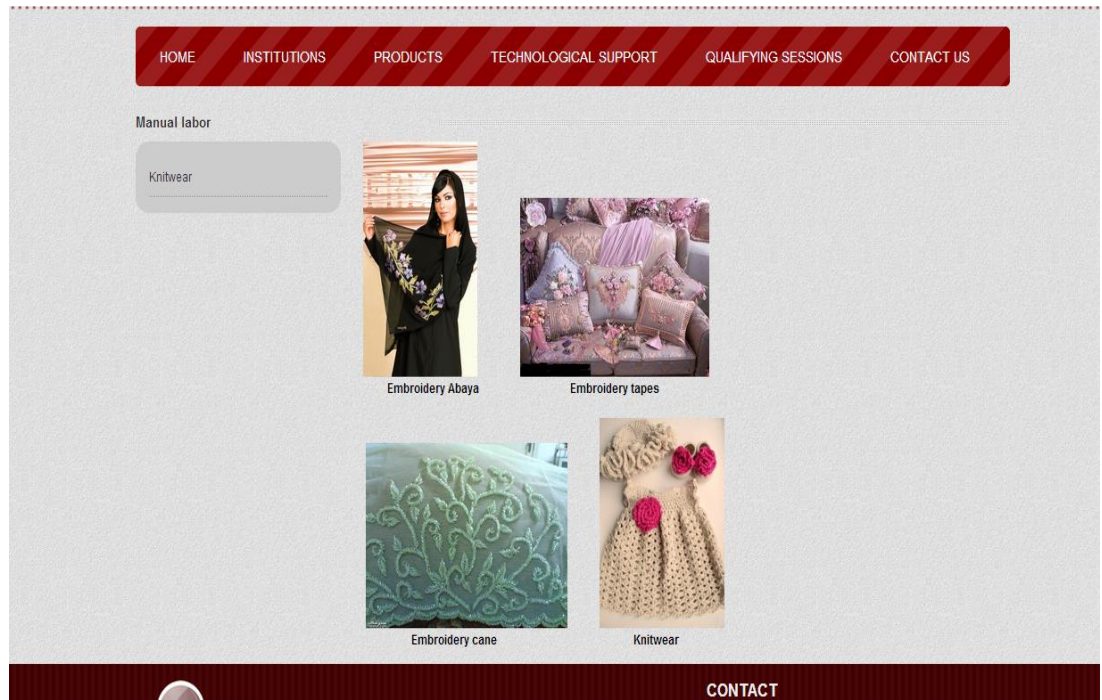 HOME INSTITUTIONS PRODUCTS TECHNOLOGICAL SUPPORT QUALIFYING SESSIONS CONTACT US
Manual labor
Knitwear
Embroidery Abaya Embroidery tapes
Embroidery cane Knitwear
CONTACT